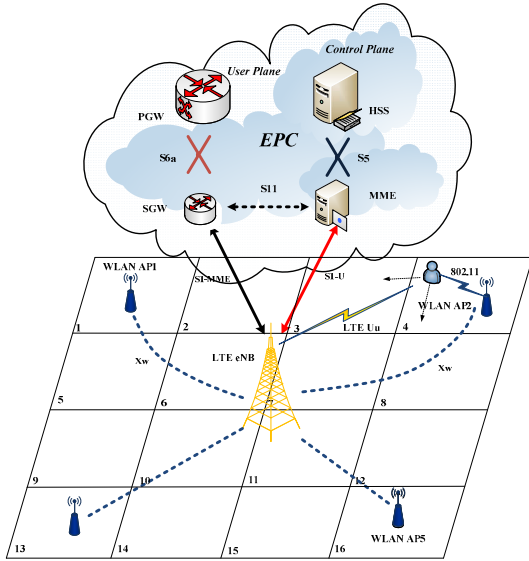 User Plane
Control Plane
PGW
HSS
EPC
S6a
S5
S11
SGW
MME
WLAN AP1
SI-MME
SI-U
802.11
WLAN AP2
1
2
3
4
LTE Uu
Xw
LTE eNB
Xw
5
6
7
8
9
10
11
12
13
14
15
16
WLAN AP5